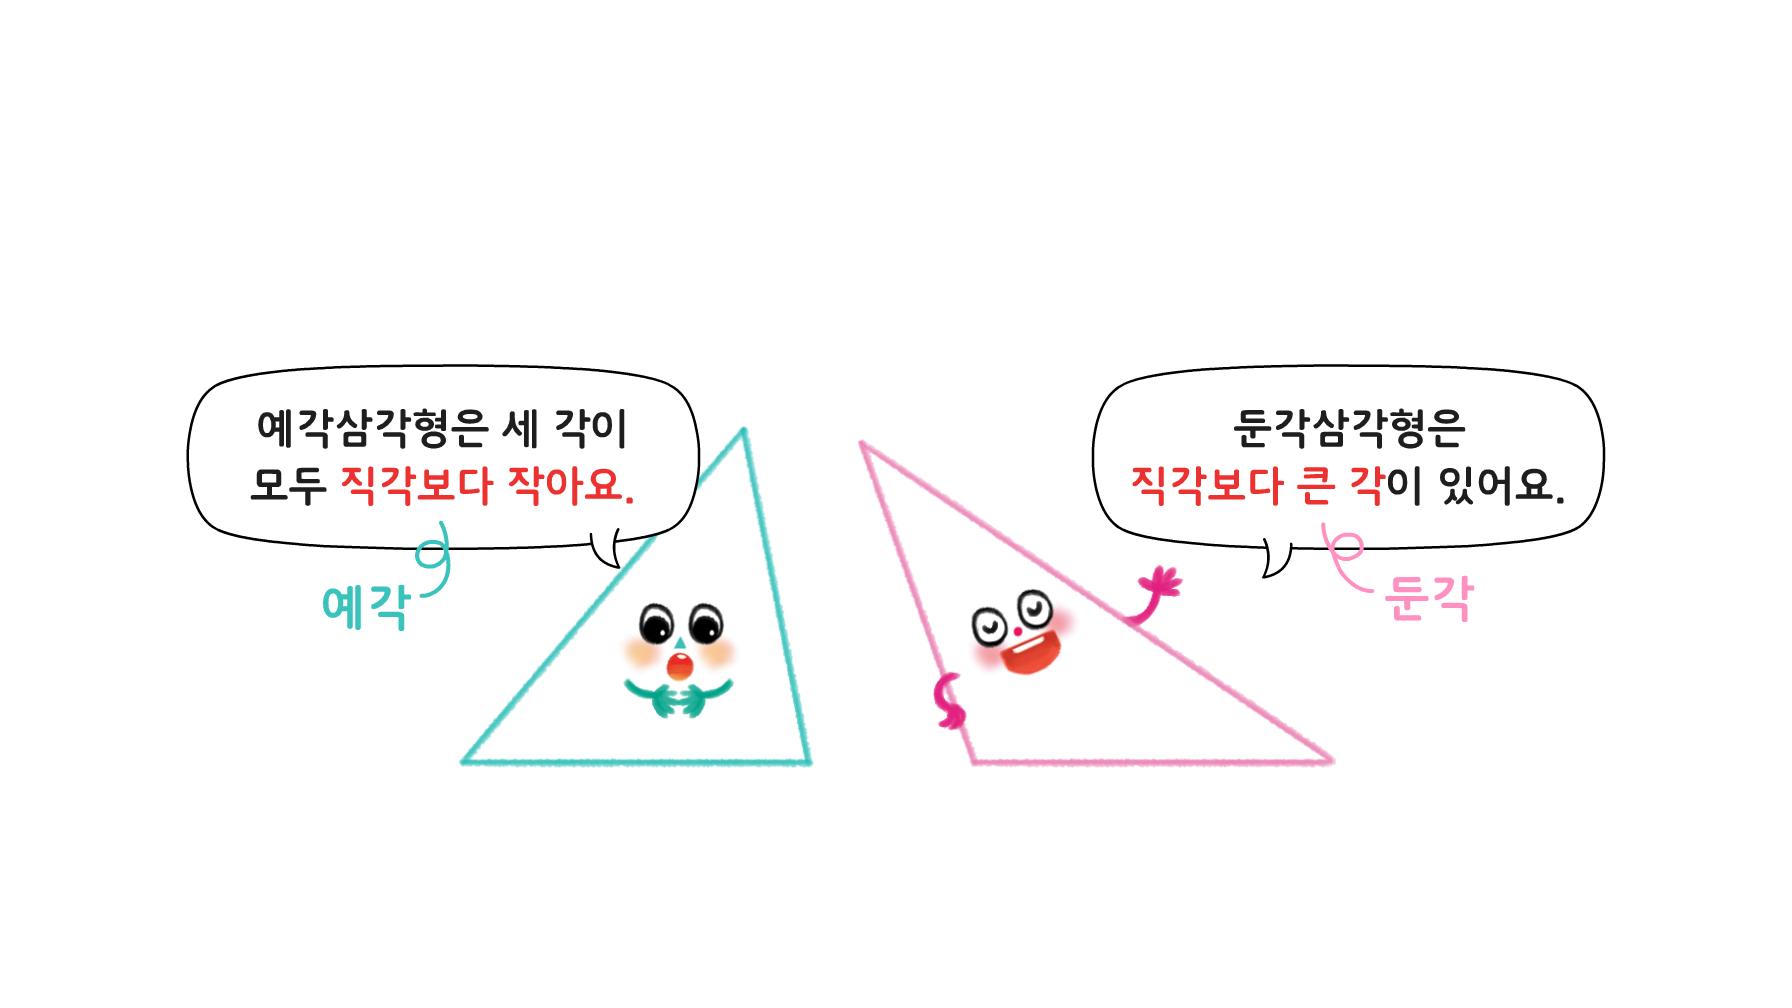 예각삼각형은 세 각이
모두 직각보다 작아요.
예각
둔각삼각형은
직각보다 큰 각이 있어요.
둔각